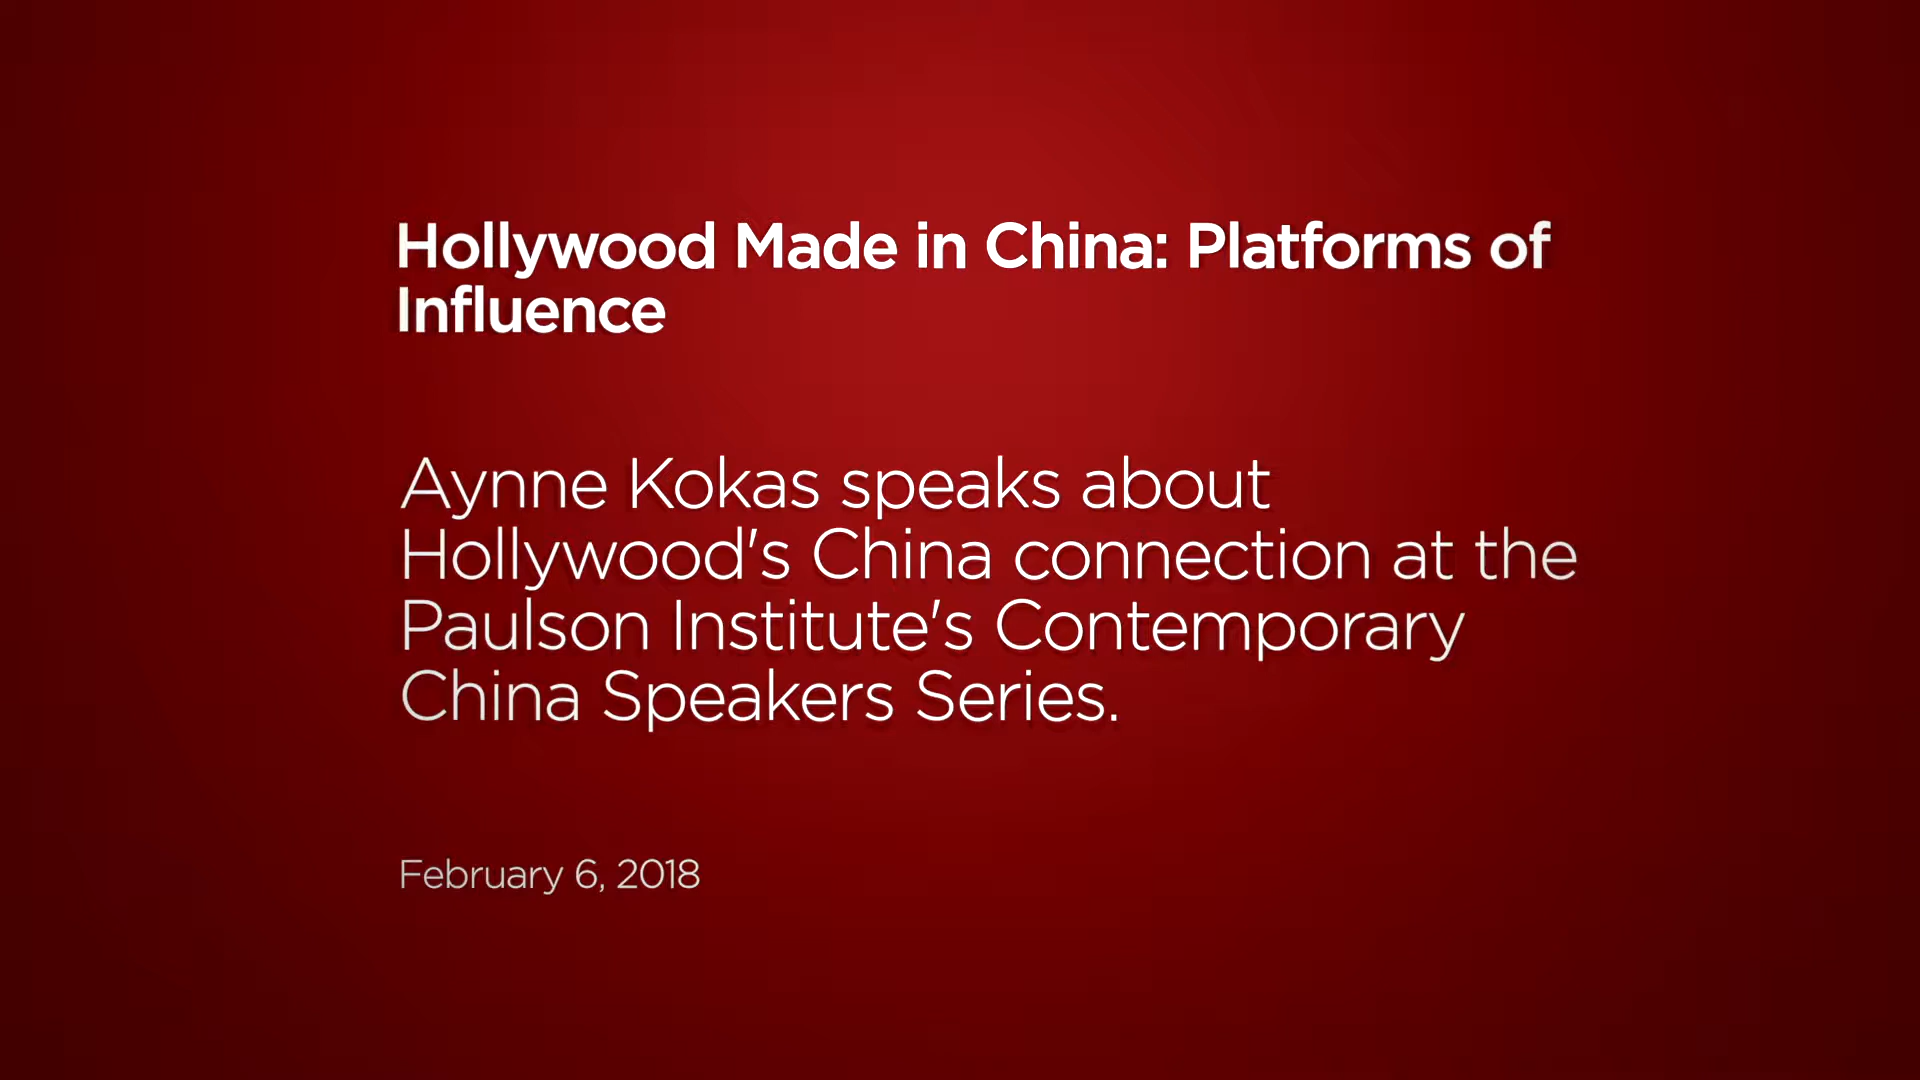 Hollywood Made in China: Platforms of
Influence
Aynne Kokas speaks about
Hollywood's China connection at the
Paulson Institute's Contemporary
China Speakers Series.
February 6, 2018